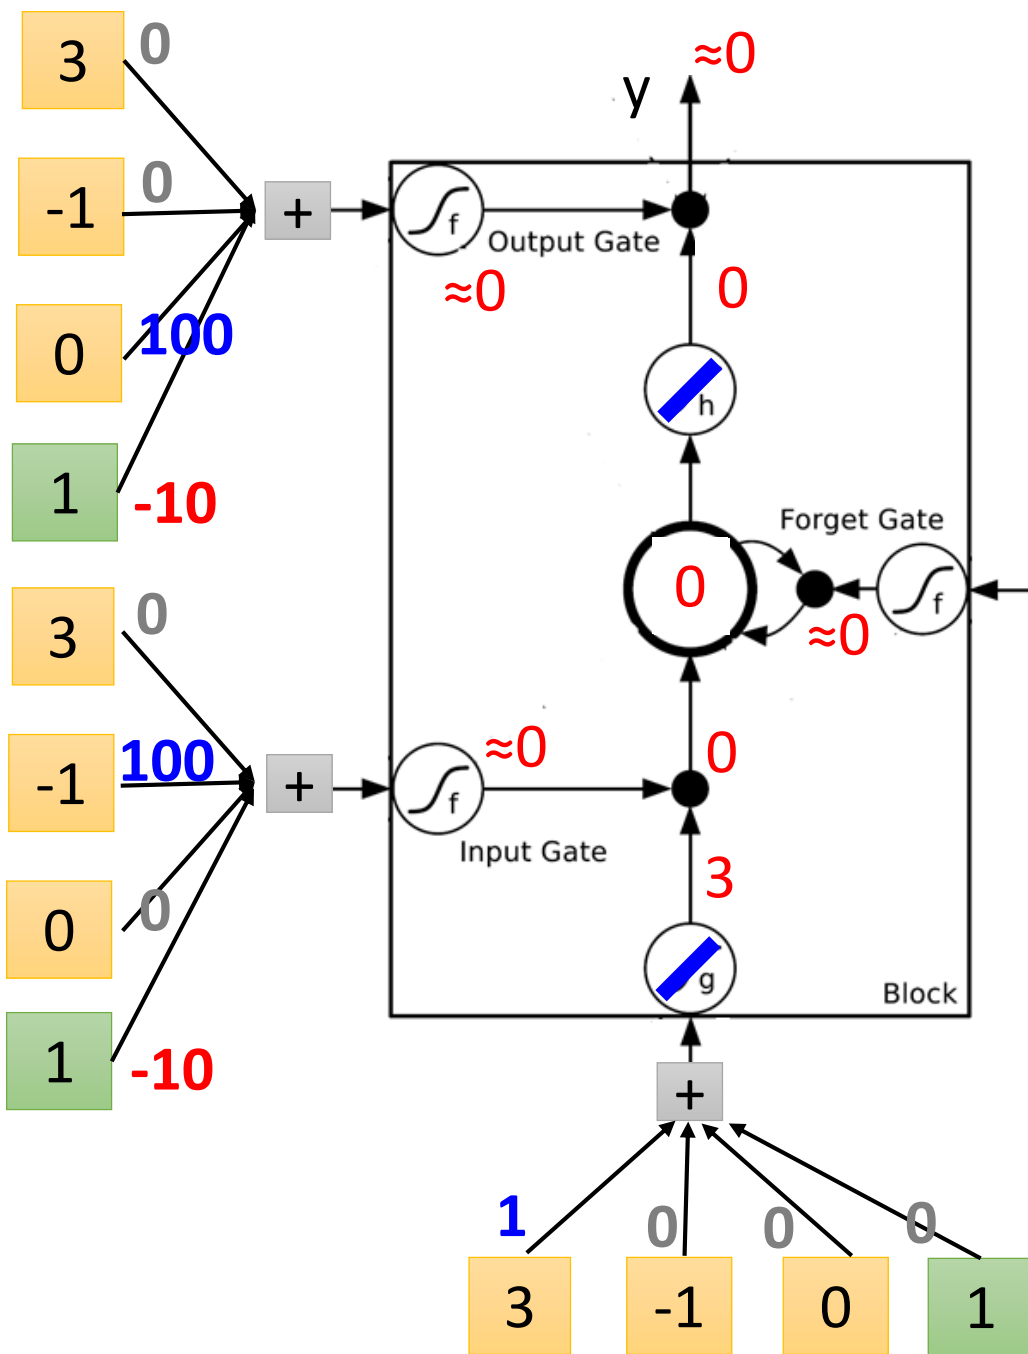 3 0
-1 0
0 100
1 -10
+
f
Output Gate
≈0
y ≈0
0
h
0
Forget Gate
f
≈0
3 0
-1 100
0 0
1 -10
+
f
≈0
Input Gate
0
3
g
Block
+
1 0 0 0
3 -1 0 1